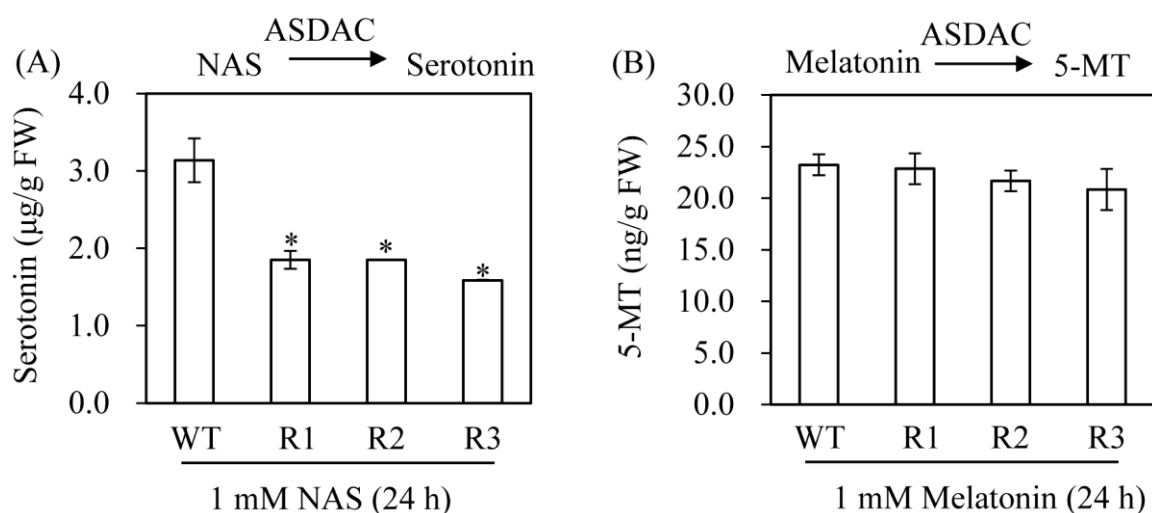 (A)
ASDAC
NAS Serotonin
Serotonin (µg/g FW)
4.0
3.0
2.0
1.0
0.0
* * *
WT R1 R2 R3
1 mM NAS (24 h)
(B)
ASDAC
Melatonin 5-MT
5-MT (ng/g FW)
30.0
25.0
20.0
15.0
10.0
5.0
0.0
WT R1 R2 R3
1 mM Melatonin (24 h)